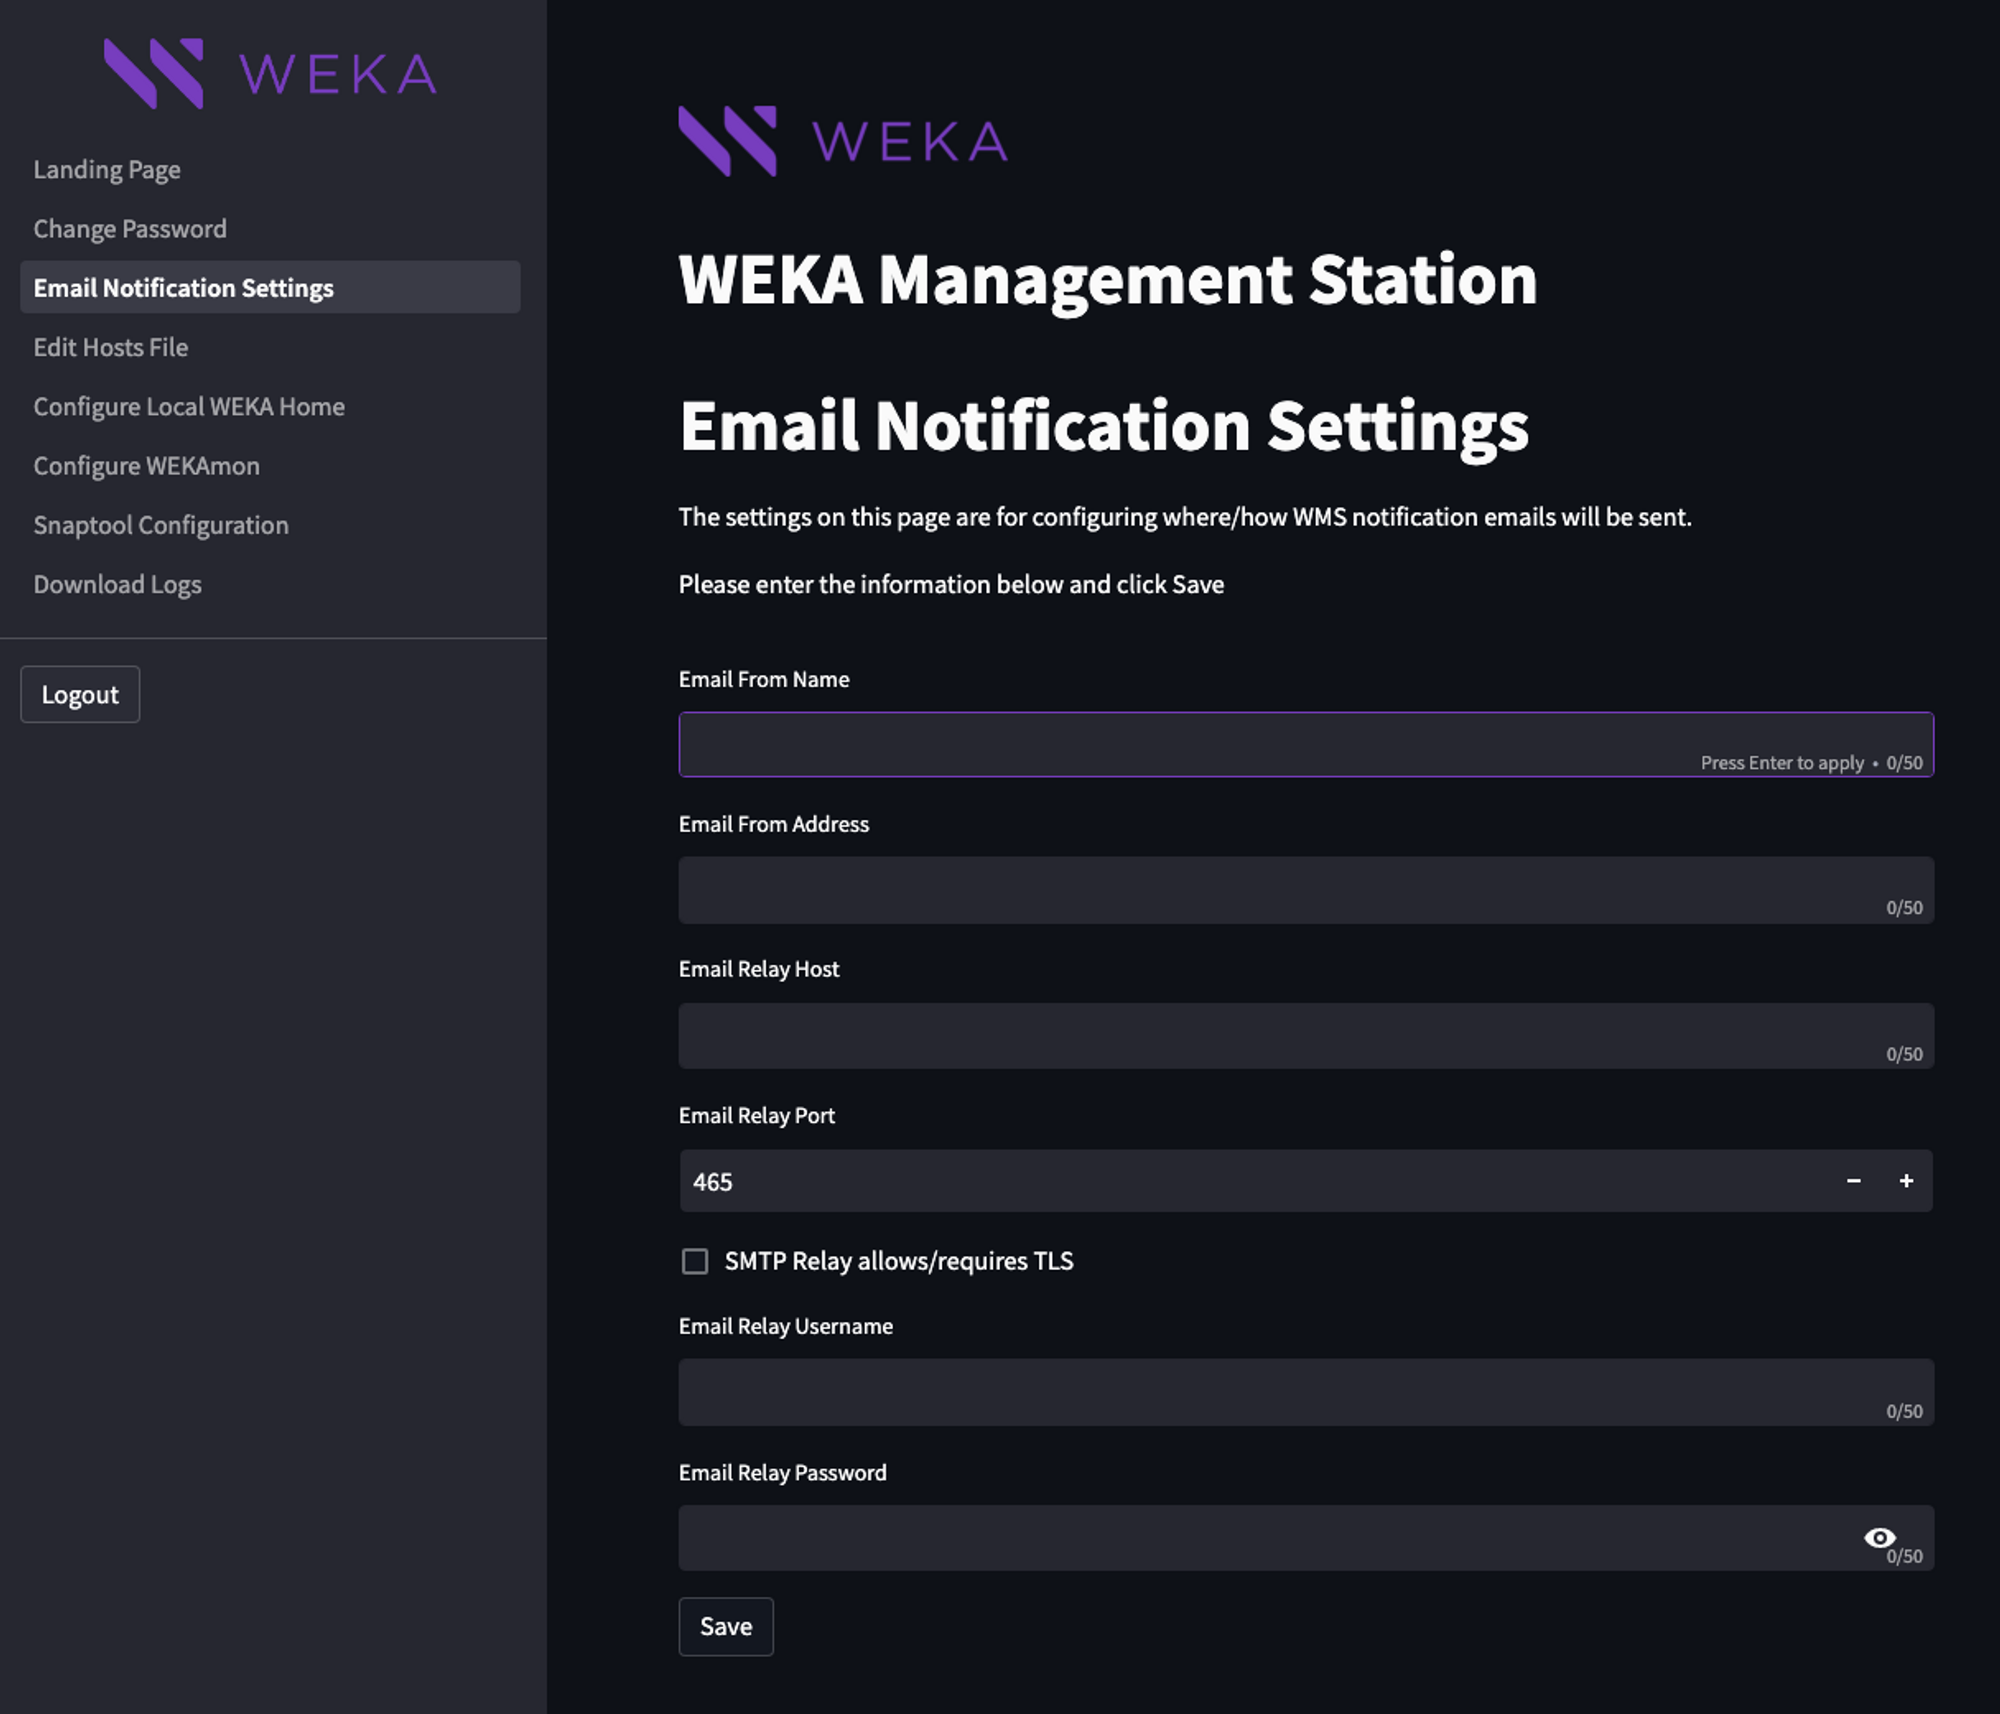 WEKA
Landing Page
Change Password
Email Notification Settings
Edit Hosts File
Configure Local WEKA Home
Configure WEKAmon
Snaptool Configuration
Download Logs
Logout
WEKA
WEKA Management Station
Email Notification Settings
The settings on this page are for configuring where/how WMS notification emails will be sent.
Please enter the information below and click Save
Email From Name
Press Enter to apply • 0/50
Email From Address
0/50
Email Relay Host
0/50
Email Relay Port
465
SMTP Relay allows/requires TLS
Email Relay Username
0/50
Email Relay Password
0/50
Save